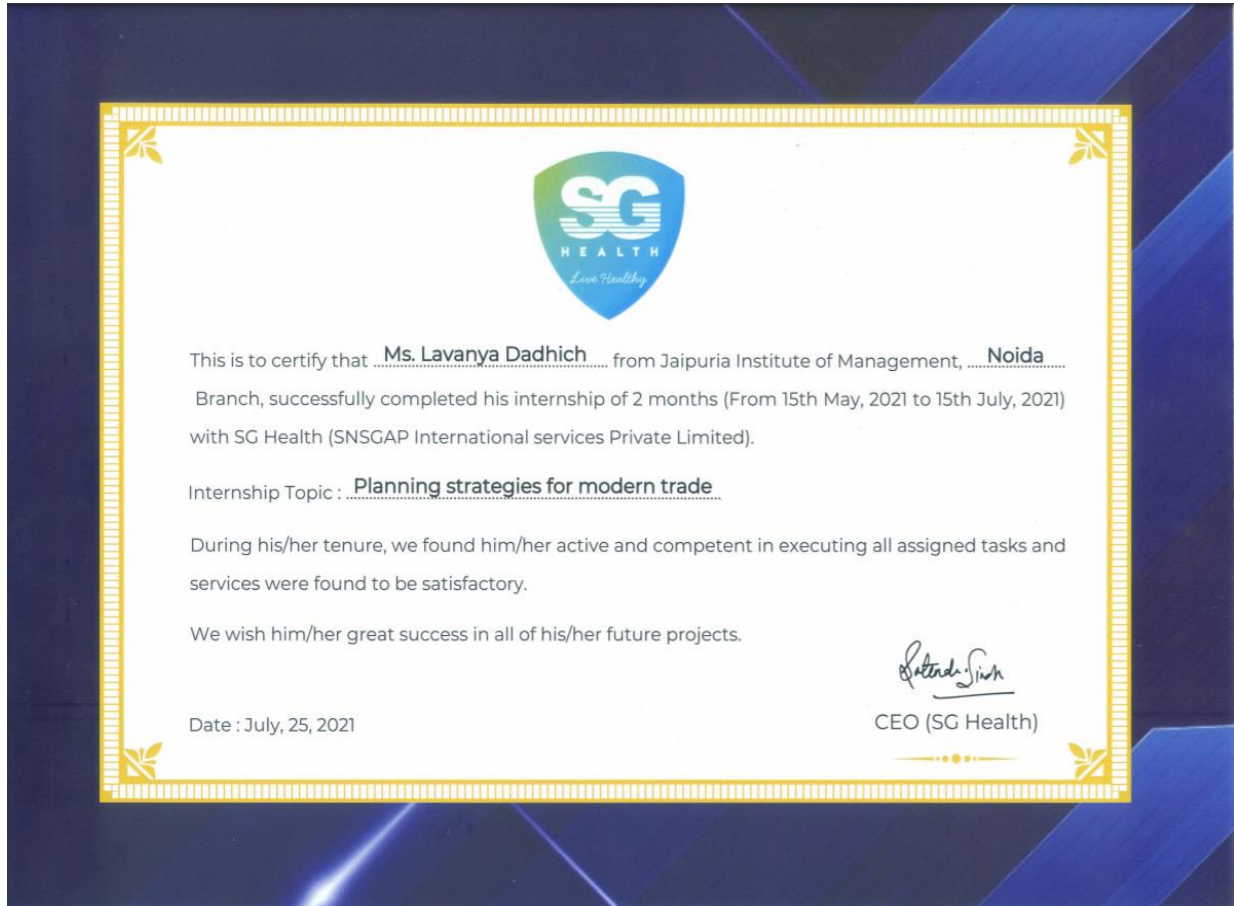 SG
HEALTH
Live Healthy
This is to certify that Ms. Lavanya Dadhich from Jaipuria Institute of Management, Noida
Branch, successfully completed his internship of 2 months (From 15th May, 2021 to 15th July, 2021)
with SG Health (SNSGAP International services Private Limited).
Internship Topic : Planning strategies for modern trade
During his/her tenure, we found him/her active and competent in executing all assigned tasks and
services were found to be satisfactory.
We wish him/her great success in all of his/her future projects.
Date : July, 25, 2021
CEO (SG Health)